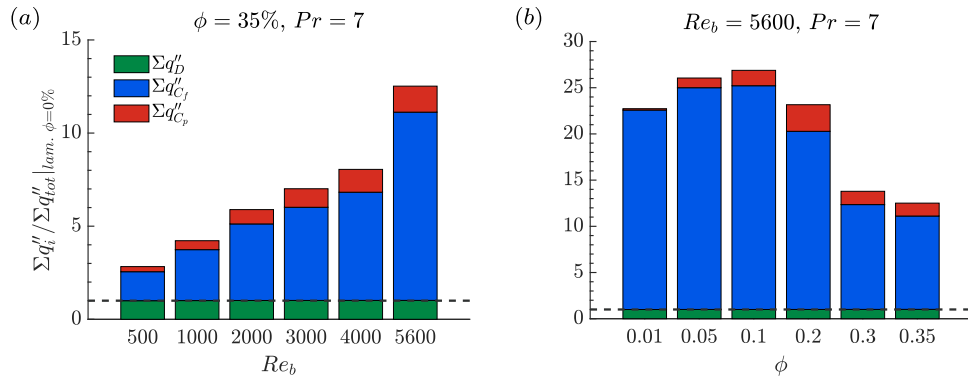 (a)
ϕ = 35%, Pr = 7
15
10
5
0
Σq″_i/Σq″_tot|_lam. ϕ=0%
Σq″_D
Σq″_{C_f}
Σq″_{C_p}
500 1000 2000 3000 4000 5600
Re_b
(b)
Re_b = 5600, Pr = 7
30
25
20
15
10
5
0
0.01 0.05 0.1 0.2 0.3 0.35
ϕ